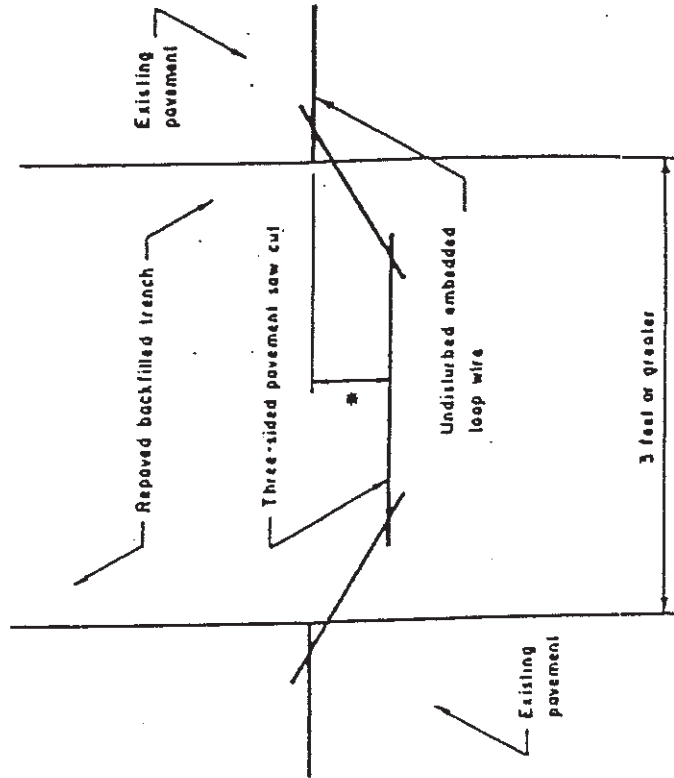 Existing
pavement
Repaved backfilled trench
Three-sided pavement saw cut
*
Undisturbed embedded
loop wire
3 feet or greater
Existing
pavement